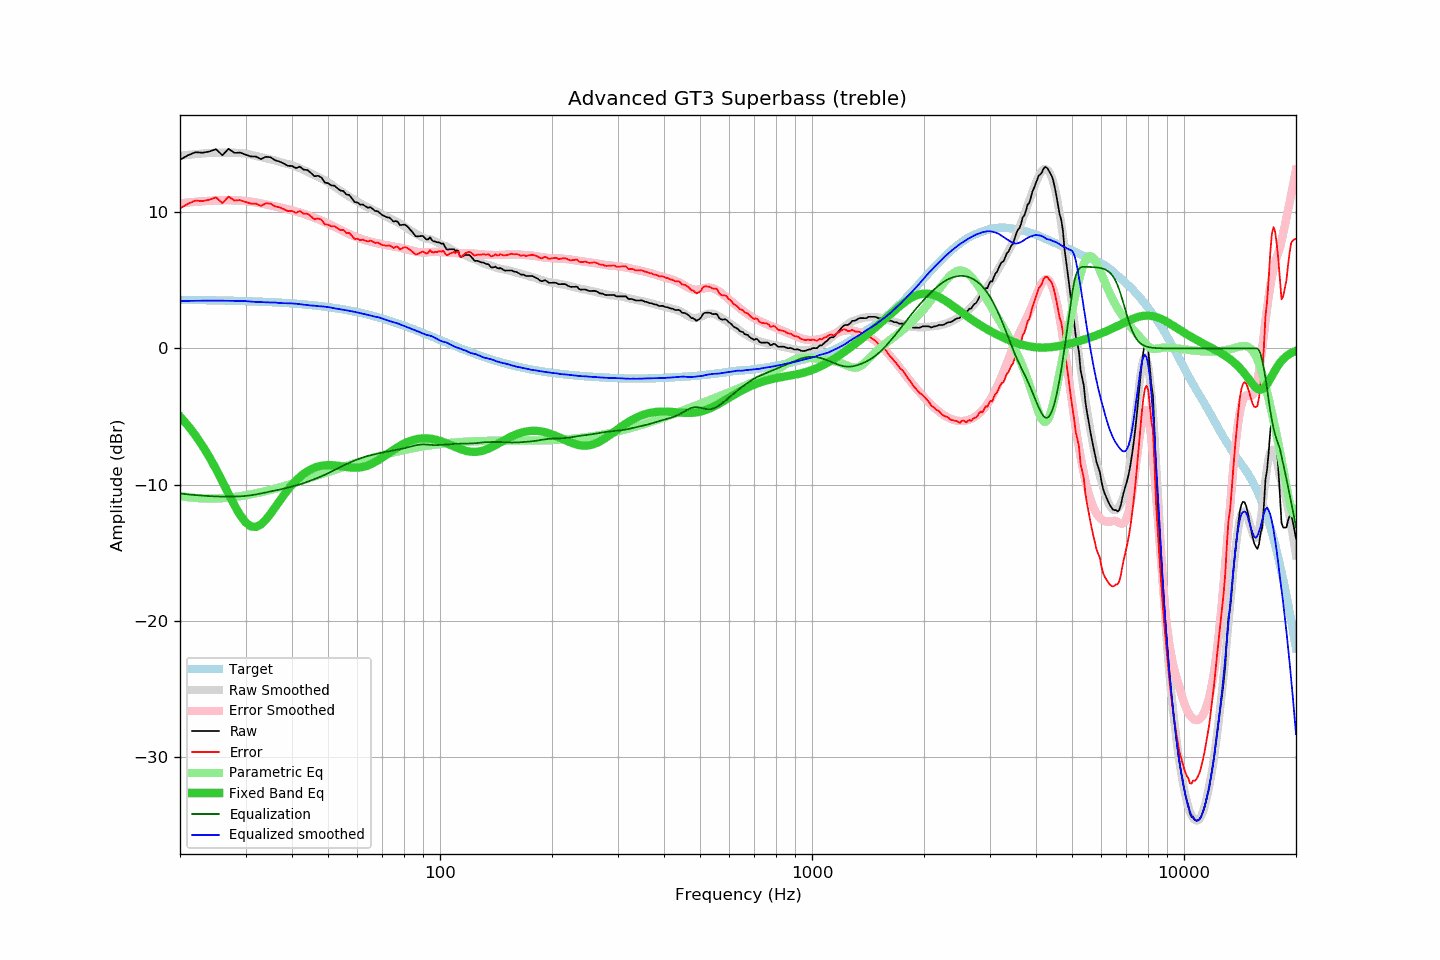 Advanced GT3 Superbass (treble)
10
0
−10
−20
−30
Amplitude (dBr)
Target
Raw Smoothed
Error Smoothed
Raw
Error
Parametric Eq
Fixed Band Eq
Equalization
Equalized smoothed
100
1000
10000
Frequency (Hz)